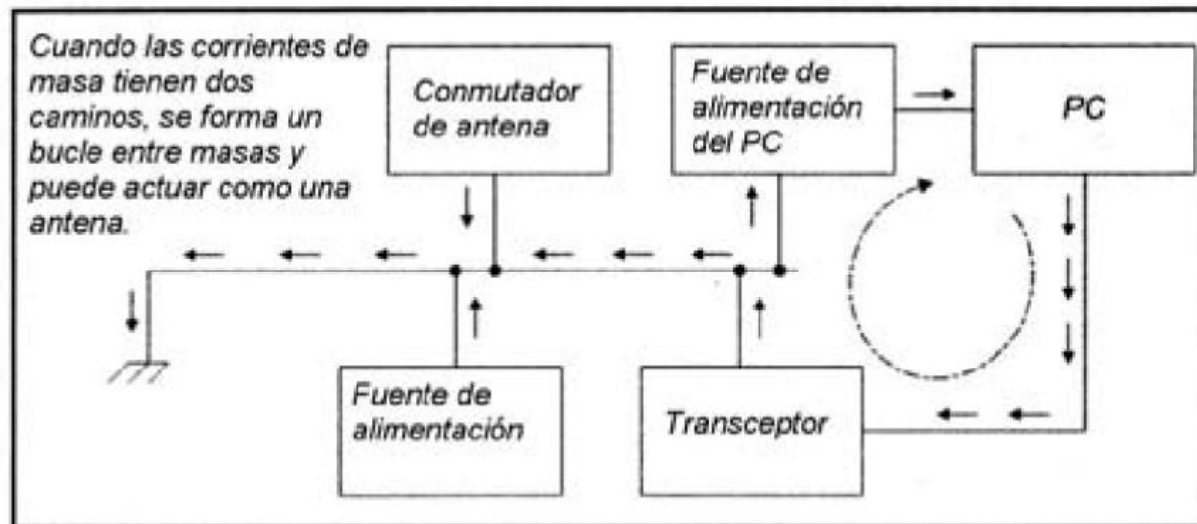 Cuando las corrientes de
masa tienen dos
caminos, se forma un
bucle entre masas y
puede actuar como una
antena.
Conmutador
de antena
Fuente de
alimentación
del PC
PC
Fuente de
alimentación
Transceptor